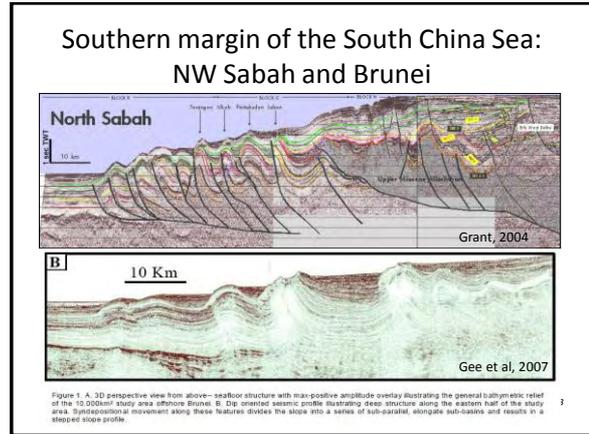 Southern margin of the South China Sea:
NW Sabah and Brunei
North Sabah
1 sec TWT
10 km
Grant, 2004
B
10 Km
Gee et al, 2007
Figure 1. A. 3D perspective view from above-- seafloor structure with max-positive amplitude overlay illustrating the general bathymetric relief
of the 10,000km² study area offshore Brunei. B. Dip oriented seismic profile illustrating deep structure along the eastern half of the study
area. Syndepositional movement along these features divides the slope into a series of sub-parallel, elongate sub-basins and results in a
stepped slope profile.